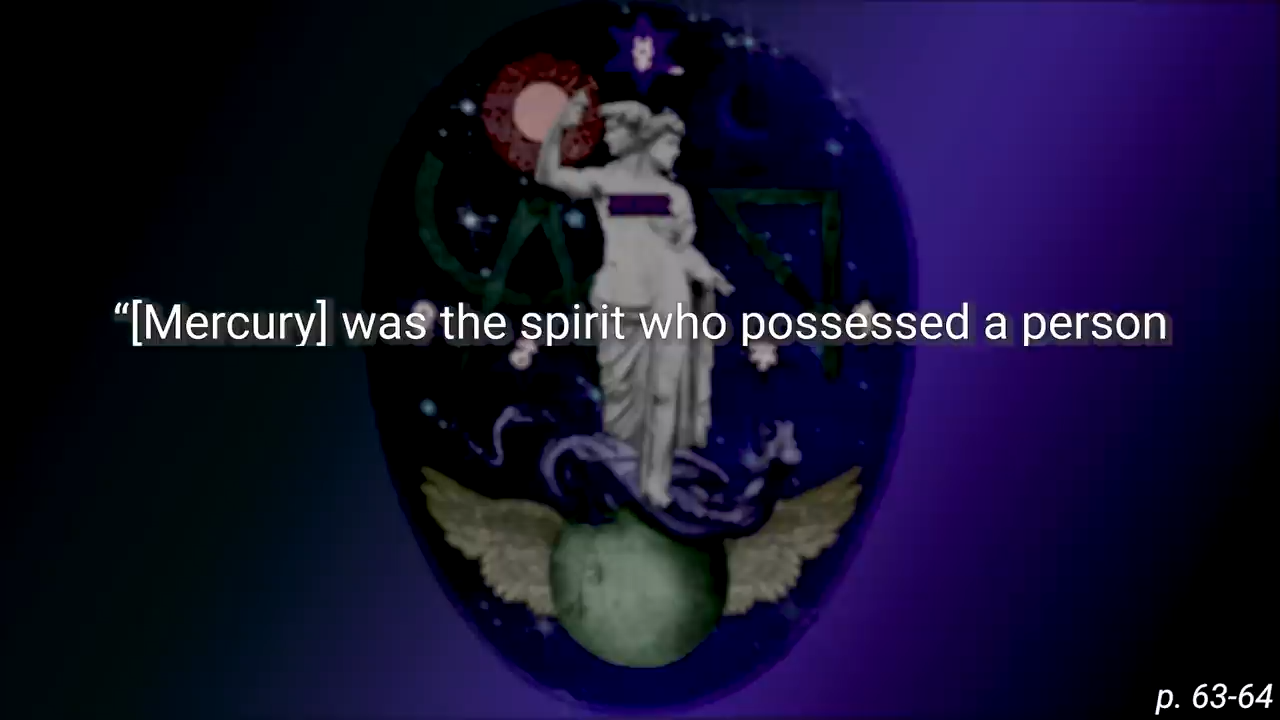 “[Mercury] was the spirit who possessed a person
p. 63-64